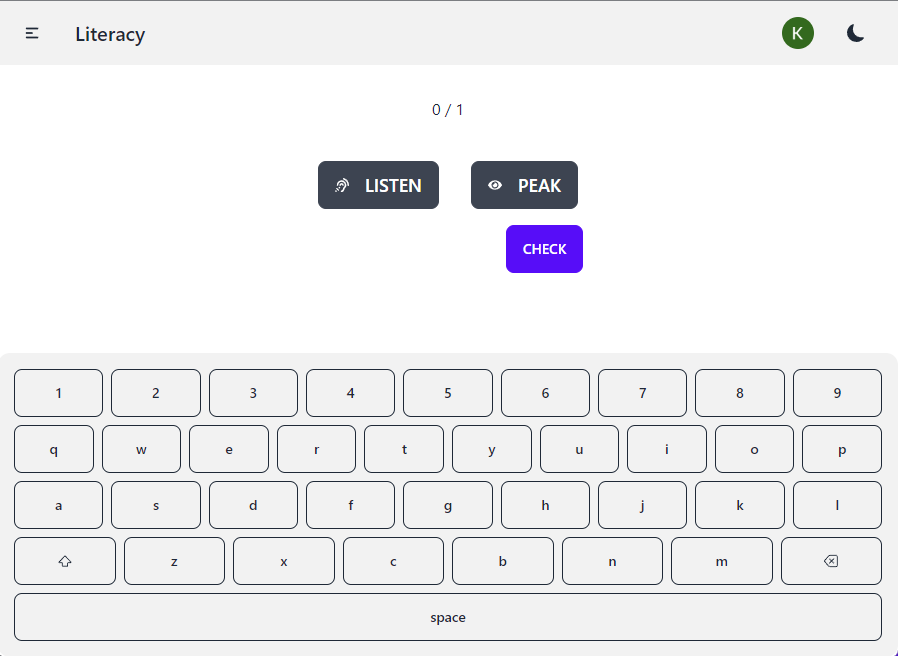 Literacy K
0 / 1
LISTEN PEAK
CHECK
1 2 3 4 5 6 7 8 9
q w e r t y u i o p
a s d f g h j k l
z x c b n m
space